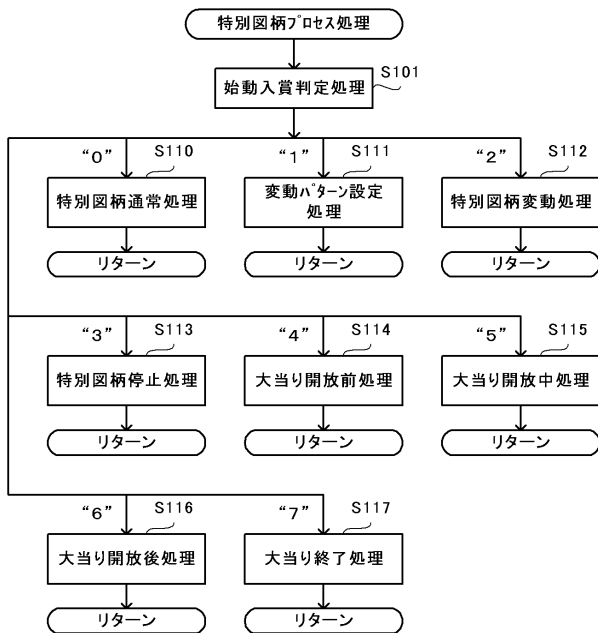 特別図柄プロセス処理
S101
始動入賞判定処理
“0”
S110
“1”
S111
“2”
S112
特別図柄通常処理
変動パターン設定
処理
特別図柄変動処理
リターン
リターン
リターン
“3”
S113
“4”
S114
“5”
S115
特別図柄停止処理
大当り開放前処理
大当り開放中処理
リターン
リターン
リターン
“6”
S116
“7”
S117
大当り開放後処理
大当り終了処理
リターン
リターン